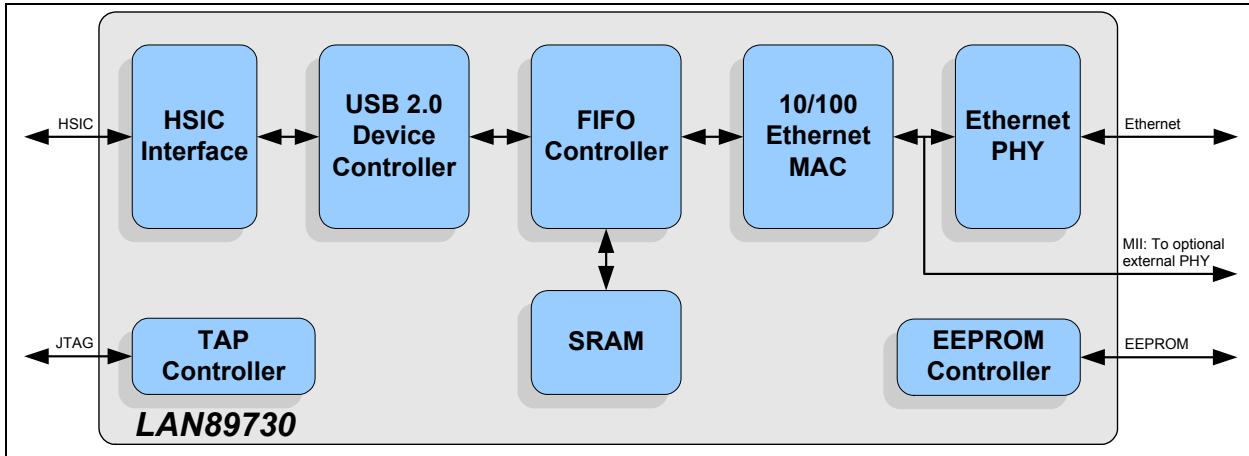 HSIC
HSIC
Interface
USB 2.0
Device
Controller
FIFO
Controller
10/100
Ethernet
MAC
Ethernet
PHY
Ethernet
MII: To optional
external PHY
SRAM
JTAG
TAP
Controller
EEPROM
Controller
EEPROM
LAN89730